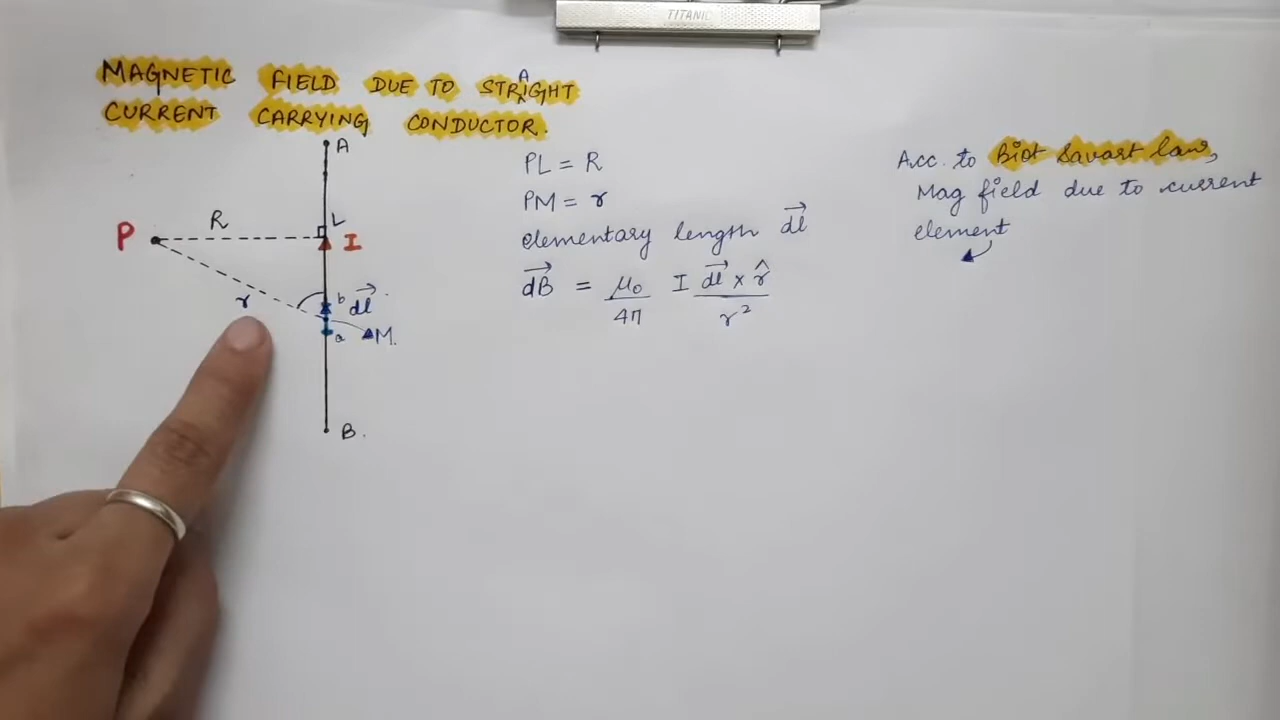 TITANIC
MAGNETIC FIELD DUE TO STRAIGHT
CURRENT CARRYING CONDUCTOR.
A
P
R
L
I
r
b
dl
a
M.
B.
PL = R
PM = r
elementary length dl⃗
dB⃗ = μ₀/4π I dl⃗ × r̂/r²
Acc. to Biot Savart law,
Mag field due to current
element